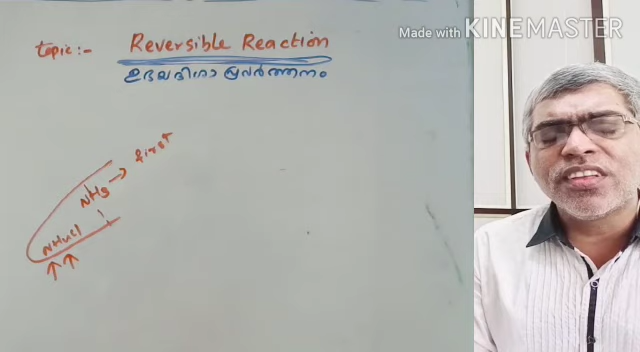 Made with KINEMASTER
Topic:- Reversible Reaction
ഉഭയദിശാ പ്രവർത്തനം
NH3 → first
NH4Cl